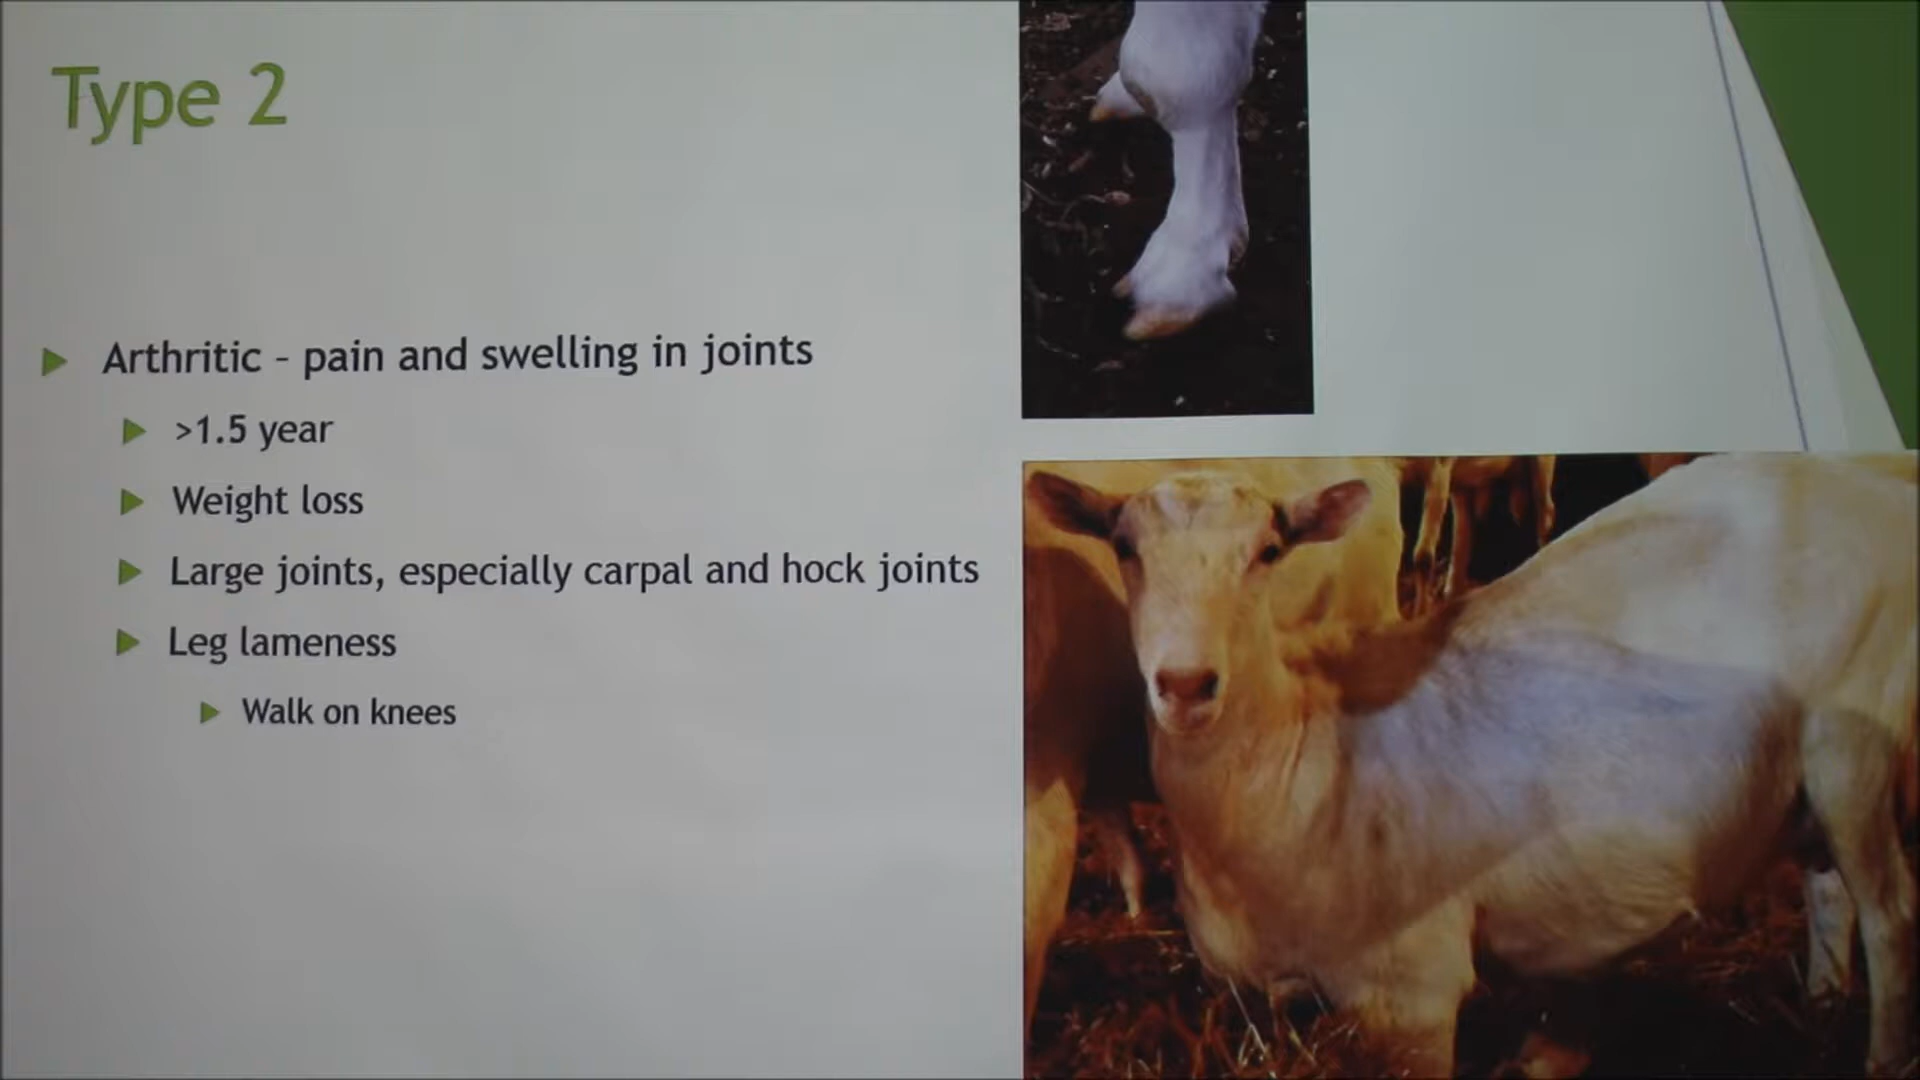 Type 2
Arthritic – pain and swelling in joints
>1.5 year
Weight loss
Large joints, especially carpal and hock joints
Leg lameness
Walk on knees